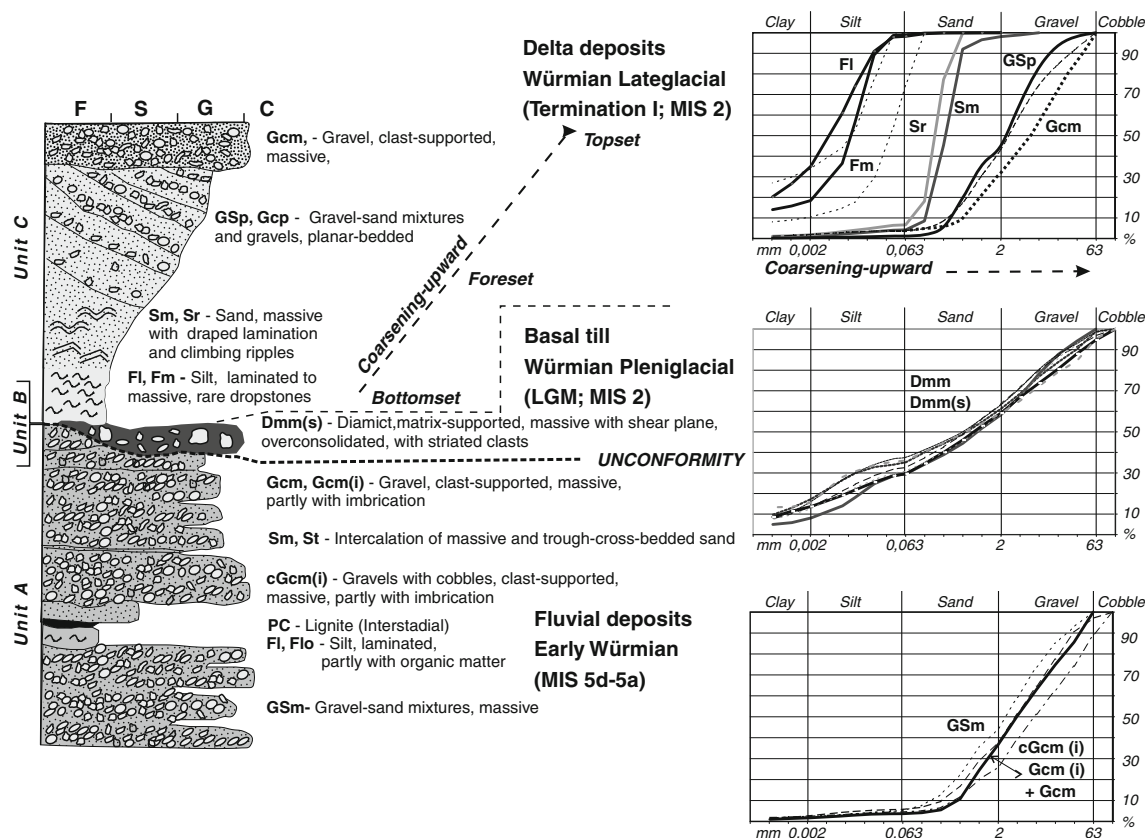 F S G C
Unit C
Unit B
Unit A
Gcm, - Gravel, clast-supported,
massive,
GSp, Gcp - Gravel-sand mixtures
and gravels, planar-bedded
Sm, Sr - Sand, massive
with draped lamination
and climbing ripples
Fl, Fm - Silt, laminated to
massive, rare dropstones
Dmm(s) - Diamict,matrix-supported, massive with shear plane,
overconsolidated, with striated clasts
UNCONFORMITY
Gcm, Gcm(i) - Gravel, clast-supported, massive,
partly with imbrication
Sm, St - Intercalation of massive and trough-cross-bedded sand
cGcm(i) - Gravels with cobbles, clast-supported,
massive, partly with imbrication
PC - Lignite (Interstadial)
Fl, Flo - Silt, laminated,
partly with organic matter
GSm- Gravel-sand mixtures, massive
Delta deposits
Würmian Lateglacial
(Termination I; MIS 2)
Topset
Foreset
Coarsening-upward
Bottomset
Basal till
Würmian Pleniglacial
(LGM; MIS 2)
Fluvial deposits
Early Würmian
(MIS 5d-5a)
Clay Silt Sand Gravel Cobble
Fl
Fm
Sr
Sm
GSp
Gcm
90
70
50
30
10
%
mm 0,002 0,063 2 63
Coarsening-upward
Clay Silt Sand Gravel Cobble
Dmm
Dmm(s)
90
70
50
30
10
%
mm 0,002 0,063 2 63
Clay Silt Sand Gravel Cobble
GSm
cGcm (i)
Gcm (i)
+ Gcm
90
70
50
30
10
%
mm 0.002 0,063 2 63